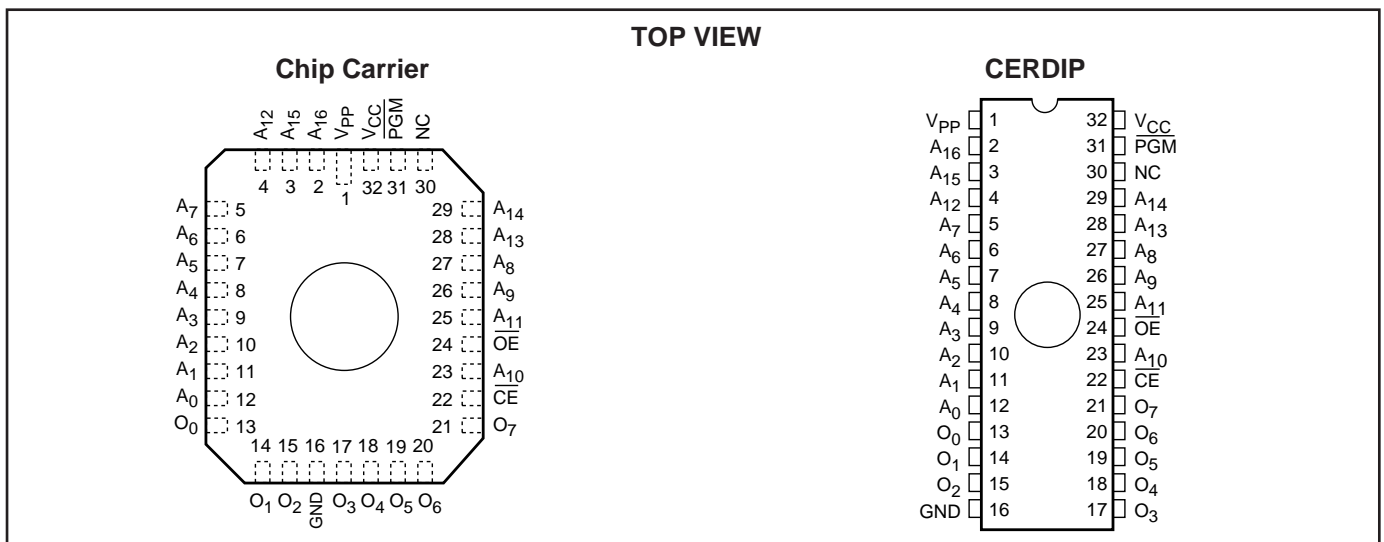 TOP VIEW
Chip Carrier
A12 A15 A16 VPP VCC P̅G̅M̅ NC
4 3 2 1 32 31 30
A7 5 29 A14
A6 6 28 A13
A5 7 27 A8
A4 8 26 A9
A3 9 25 A11
A2 10 24 O̅E̅
A1 11 23 A10
A0 12 22 C̅E̅
O0 13 21 O7
14 15 16 17 18 19 20
O1 O2 GND O3 O4 O5 O6
CERDIP
VPP 1 32 VCC
A16 2 31 P̅G̅M̅
A15 3 30 NC
A12 4 29 A14
A7 5 28 A13
A6 6 27 A8
A5 7 26 A9
A4 8 25 A11
A3 9 24 O̅E̅
A2 10 23 A10
A1 11 22 C̅E̅
A0 12 21 O7
O0 13 20 O6
O1 14 19 O5
O2 15 18 O4
GND 16 17 O3